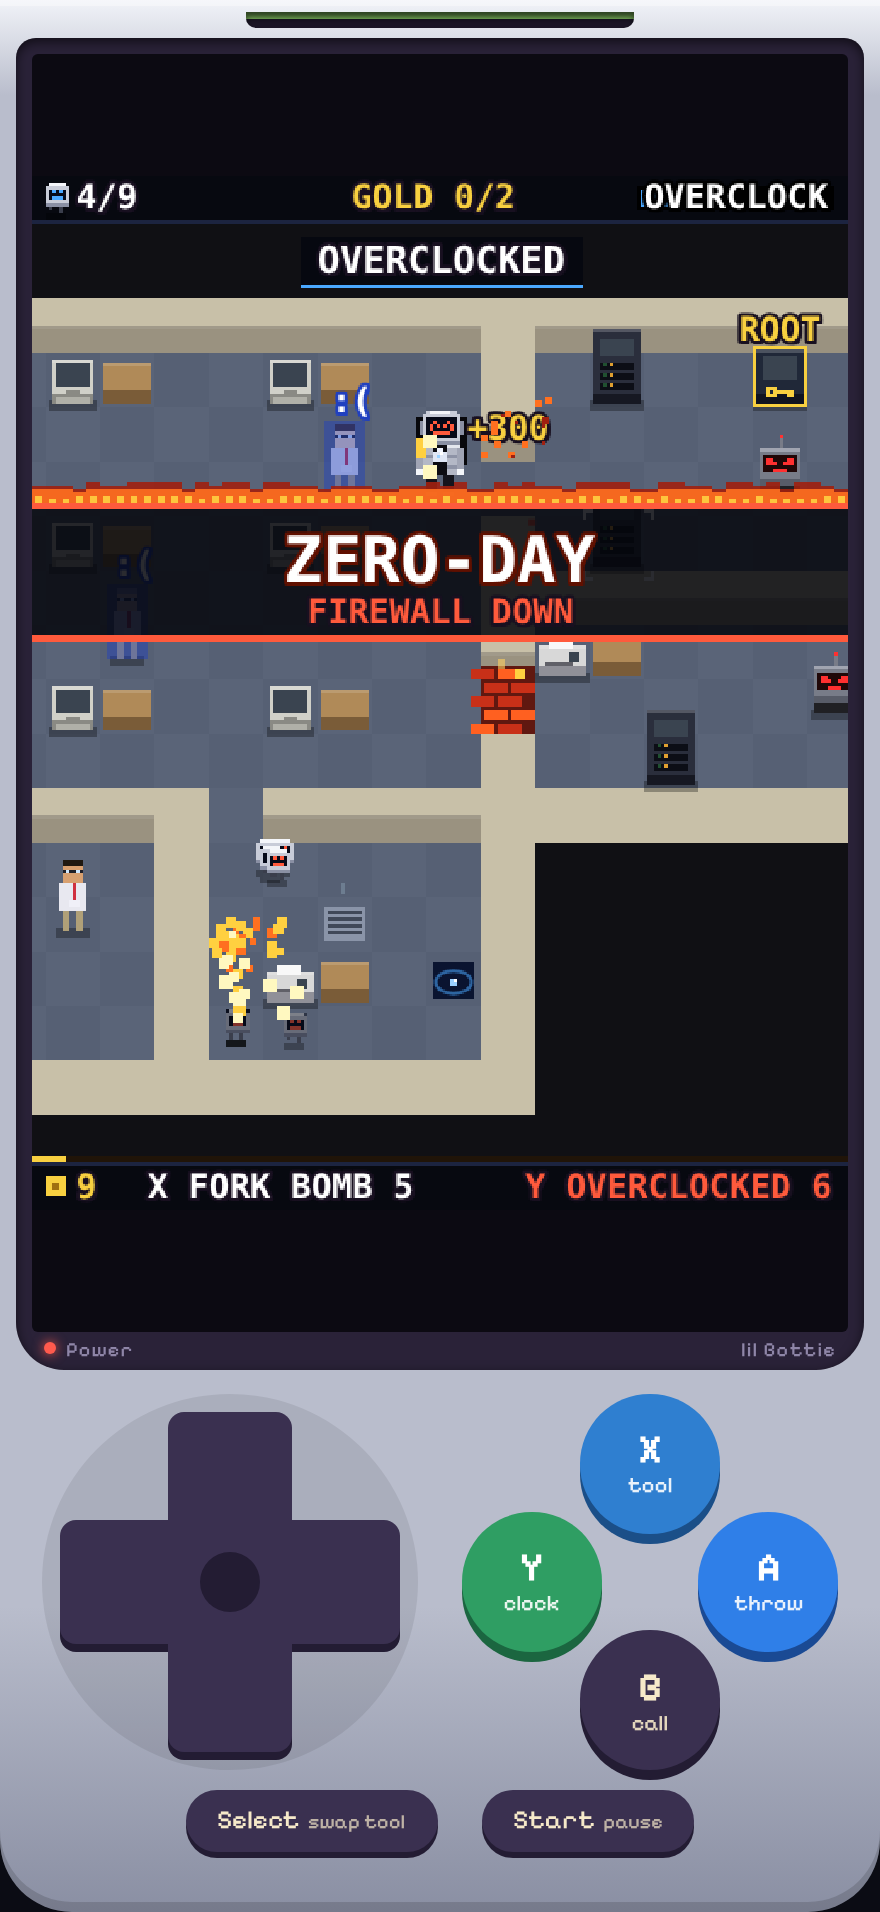 4/9 GOLD 0/2 OVERCLOCK
OVERCLOCKED
ROOT
:(
+300
:(
ZERO-DAY
FIREWALL DOWN
9 X FORK BOMB 5 Y OVERCLOCKED 6
Power lil Bottie
X
tool
Y
clock
A
throw
B
call
Select swap tool
Start pause